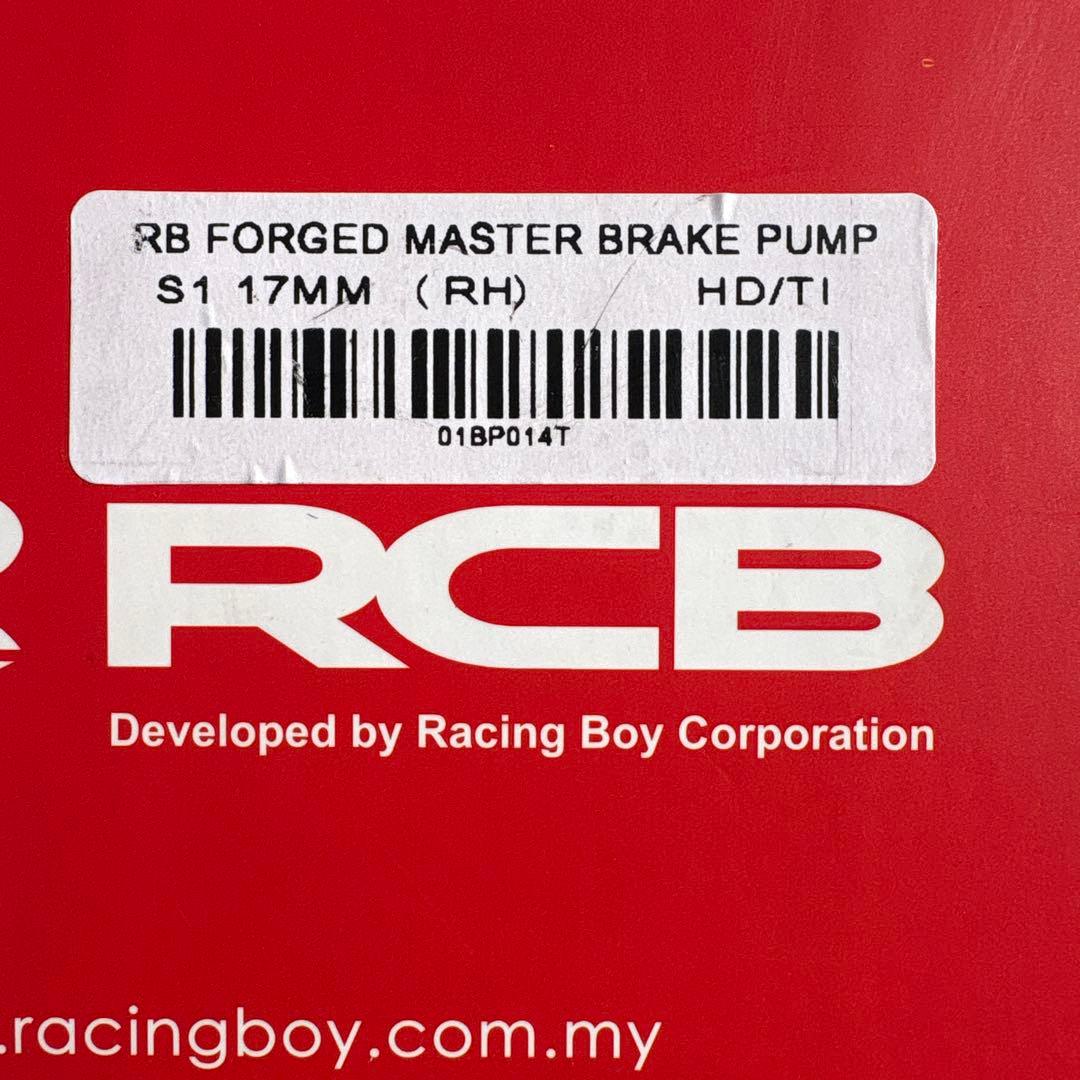 RB FORGED MASTER BRAKE PUMP
S1 17MM (RH) HD/TI
01BP014T
RCB
Developed by Racing Boy Corporation
.racingboy.com.my